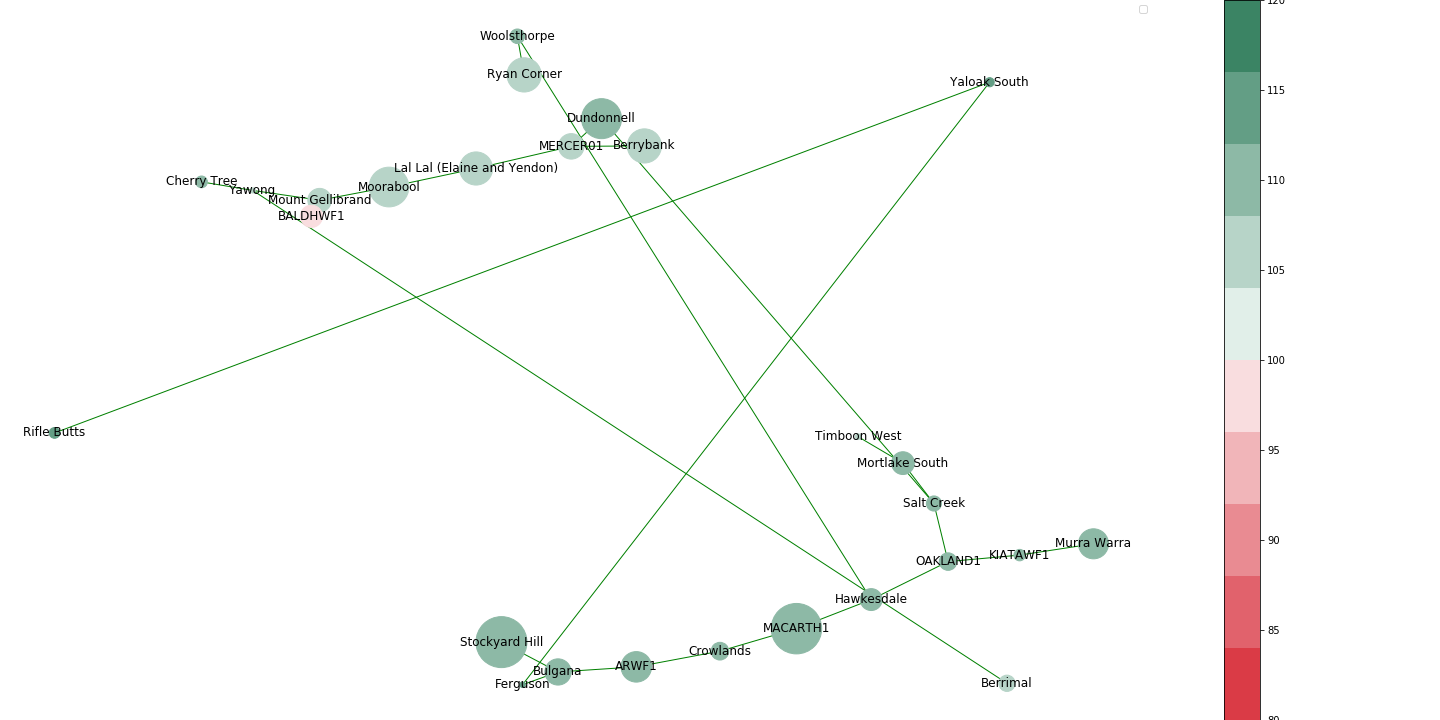 120
Woolsthorpe
Ryan Corner
Yaloak South
115
Dundonnell
MERCER01
Berrybank
Lal Lal (Elaine and Yendon)
Cherry Tree
110
Moorabool
Yawong
Mount Gellibrand
BALDHWF1
105
100
95
Rifle Butts
Timboon West
Mortlake South
Salt Creek
90
Murra Warra
KIATAWF1
OAKLAND1
Hawkesdale
MACARTH1
85
Stockyard Hill
Crowlands
ARWF1
Bulgana
Ferguson
Berrimal
80